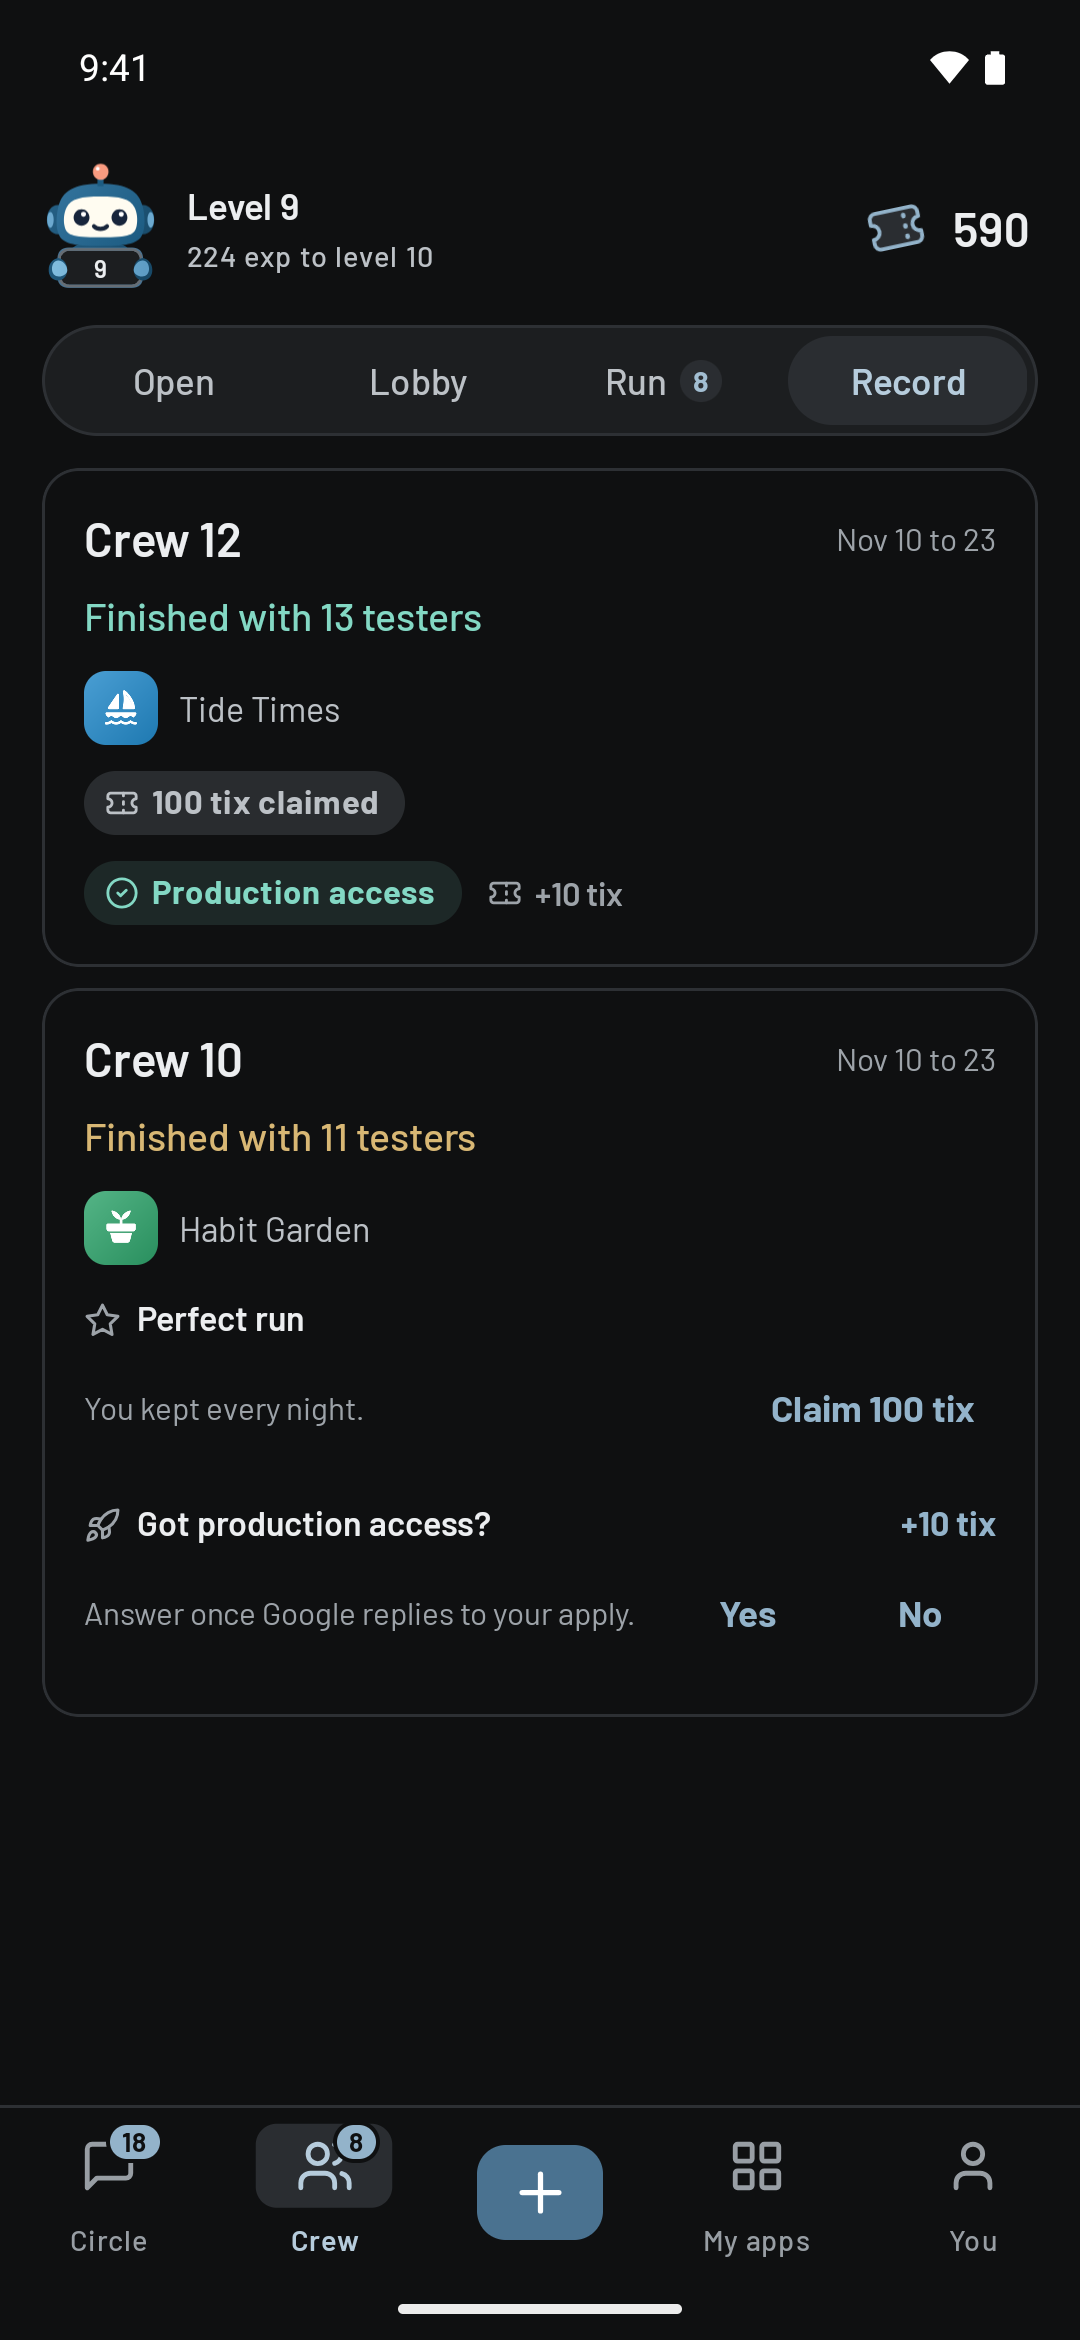 9:41
Level 9
224 exp to level 10
9
590
Open
Lobby
Run 8
Record
Crew 12
Nov 10 to 23
Finished with 13 testers
Tide Times
100 tix claimed
Production access
+10 tix
Crew 10
Nov 10 to 23
Finished with 11 testers
Habit Garden
Perfect run
You kept every night.
Claim 100 tix
Got production access?
+10 tix
Answer once Google replies to your apply.
Yes
No
18
8
Circle
Crew
My apps
You